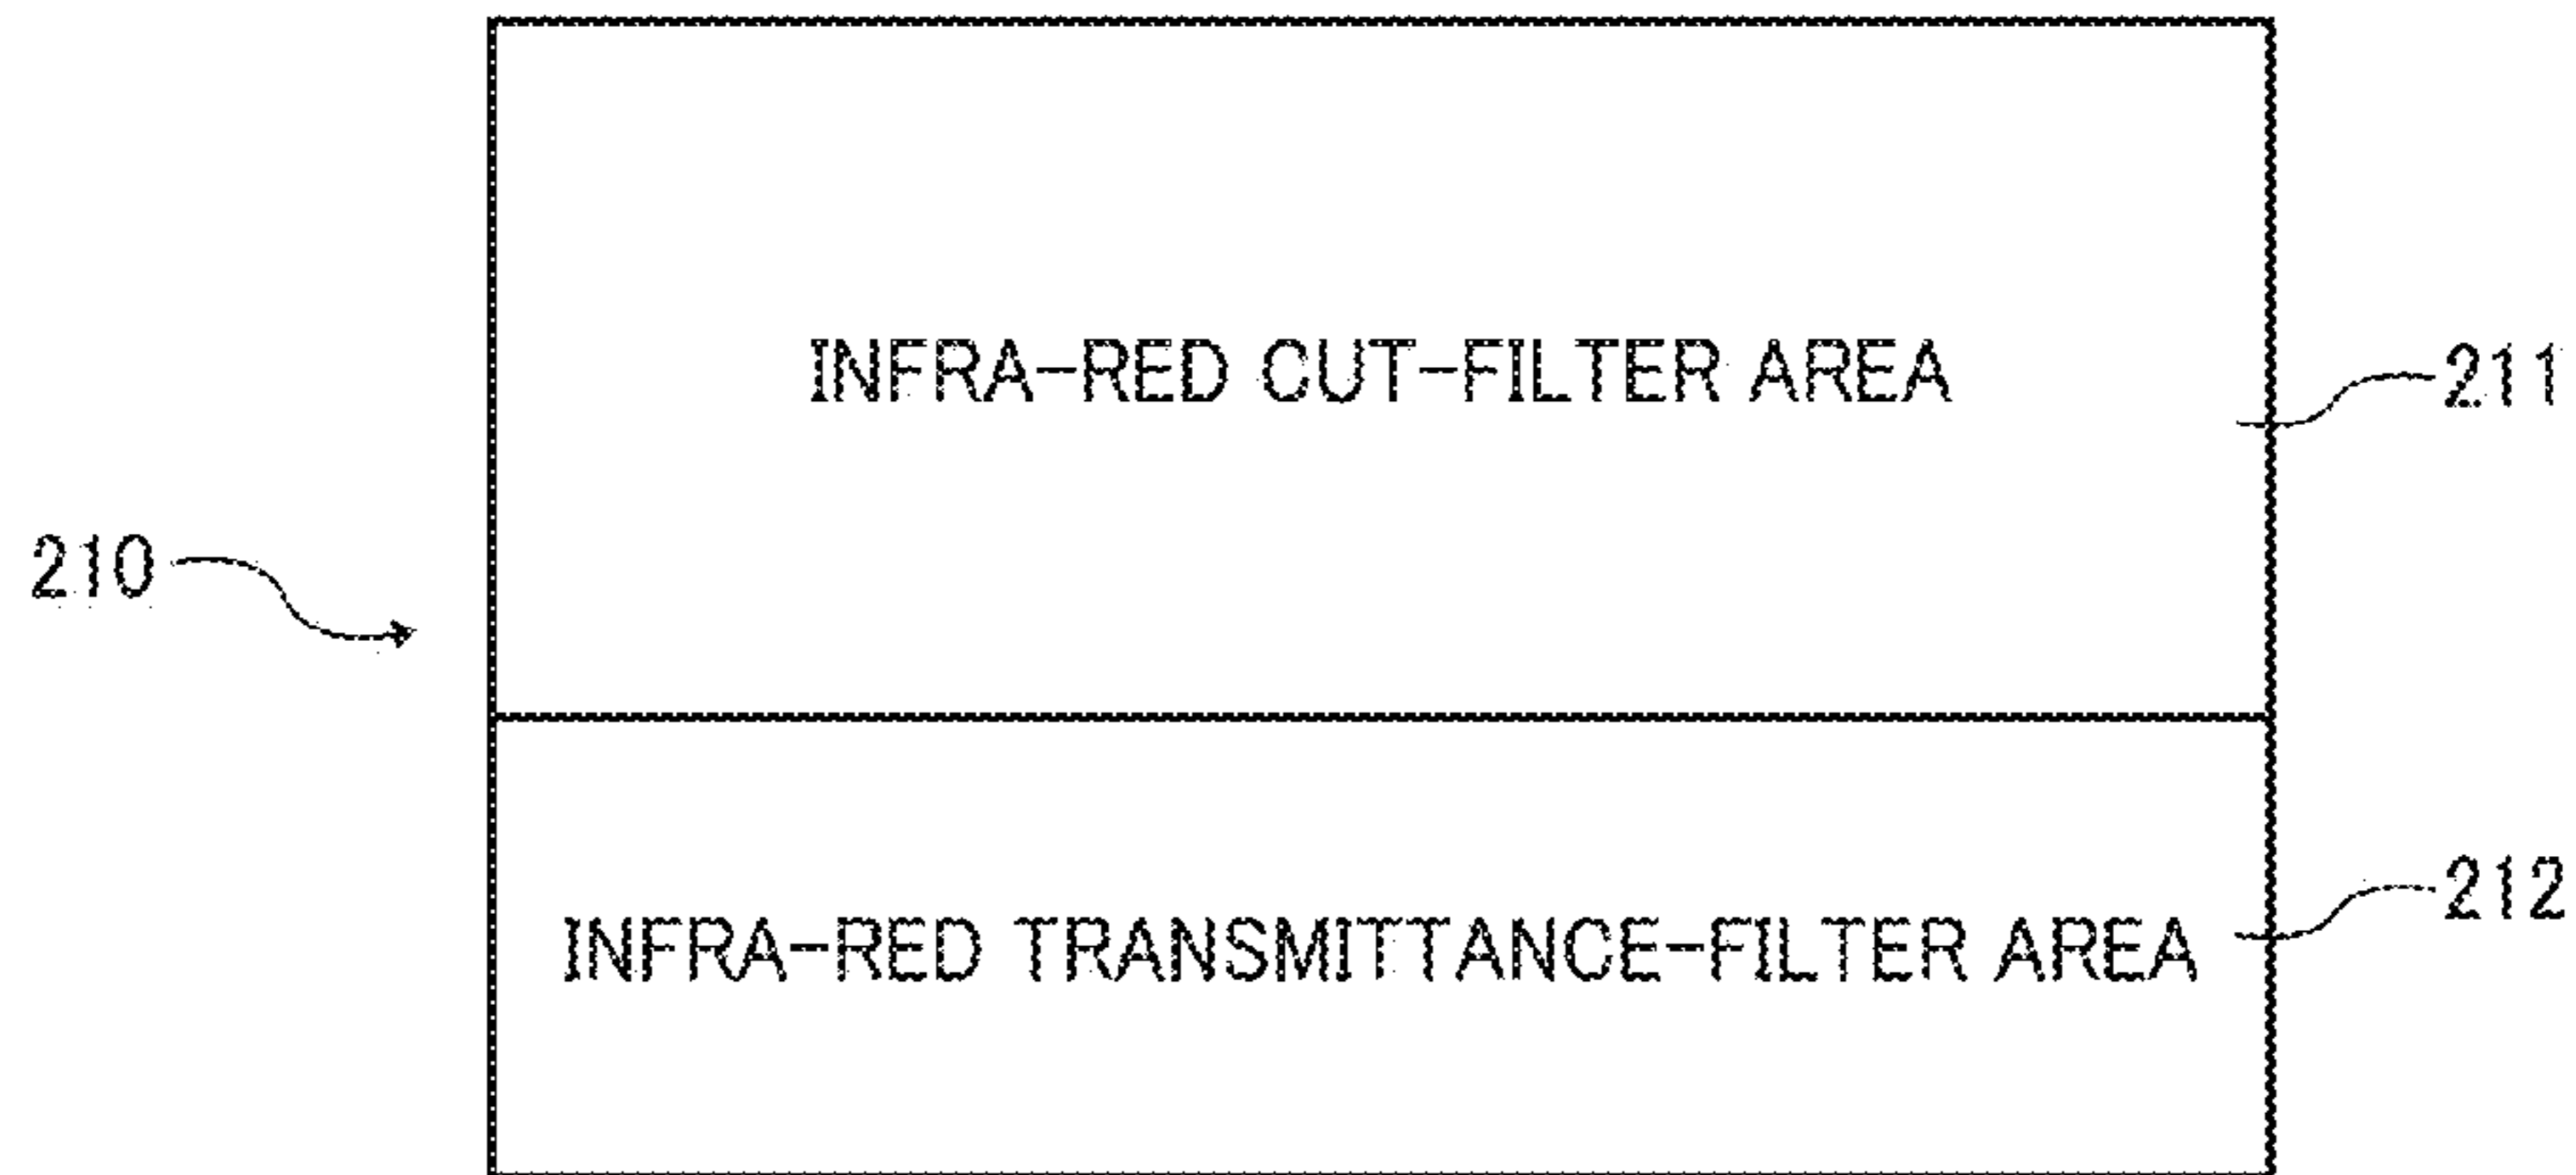 INFRA-RED CUT-FILTER AREA
211
210
INFRA-RED TRANSMITTANCE-FILTER AREA
212